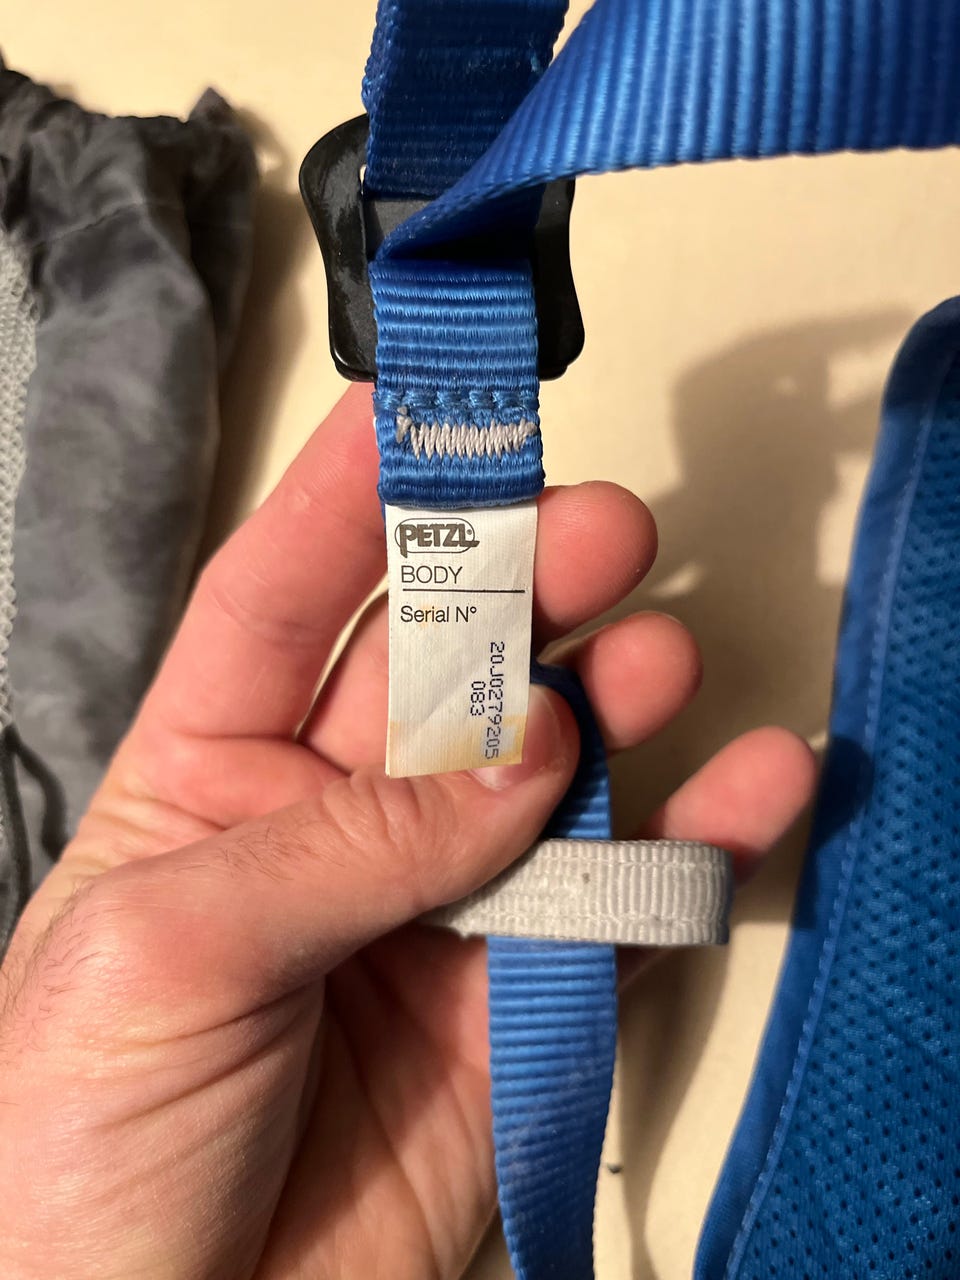 PETZL
BODY
Serial N°
20J0279205
083